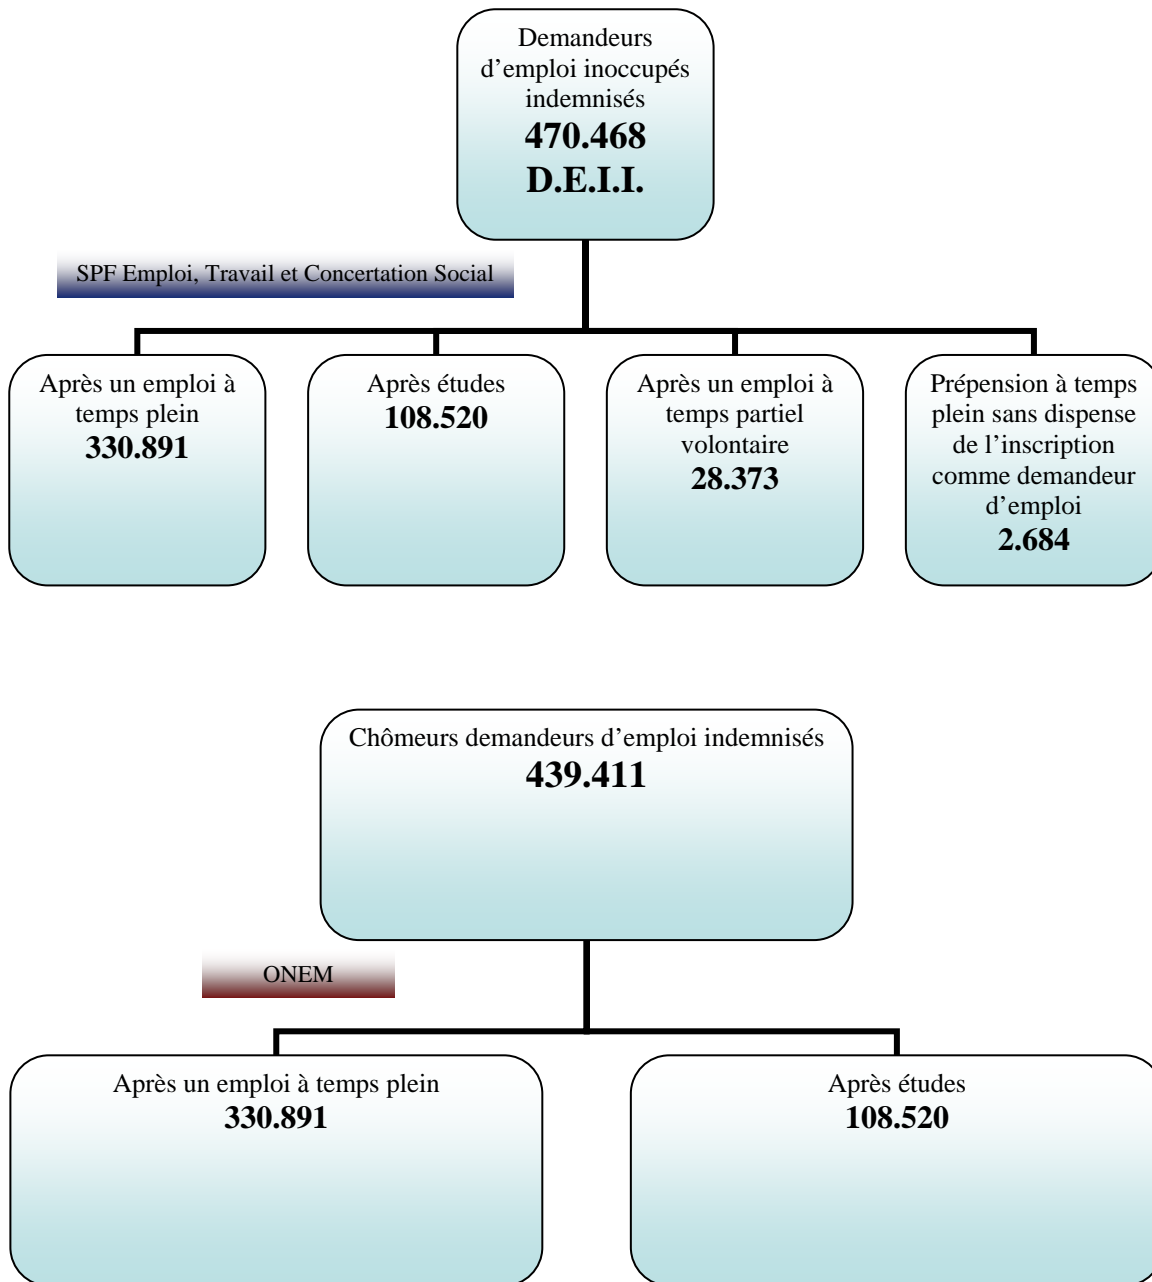 Demandeurs
d’emploi inoccupés
indemnisés
470.468
D.E.I.I.
SPF Emploi, Travail et Concertation Social
Après un emploi à
temps plein
330.891
Après études
108.520
Après un emploi à
temps partiel
volontaire
28.373
Prépension à temps
plein sans dispense
de l’inscription
comme demandeur
d’emploi
2.684
Chômeurs demandeurs d’emploi indemnisés
439.411
ONEM
Après un emploi à temps plein
330.891
Après études
108.520